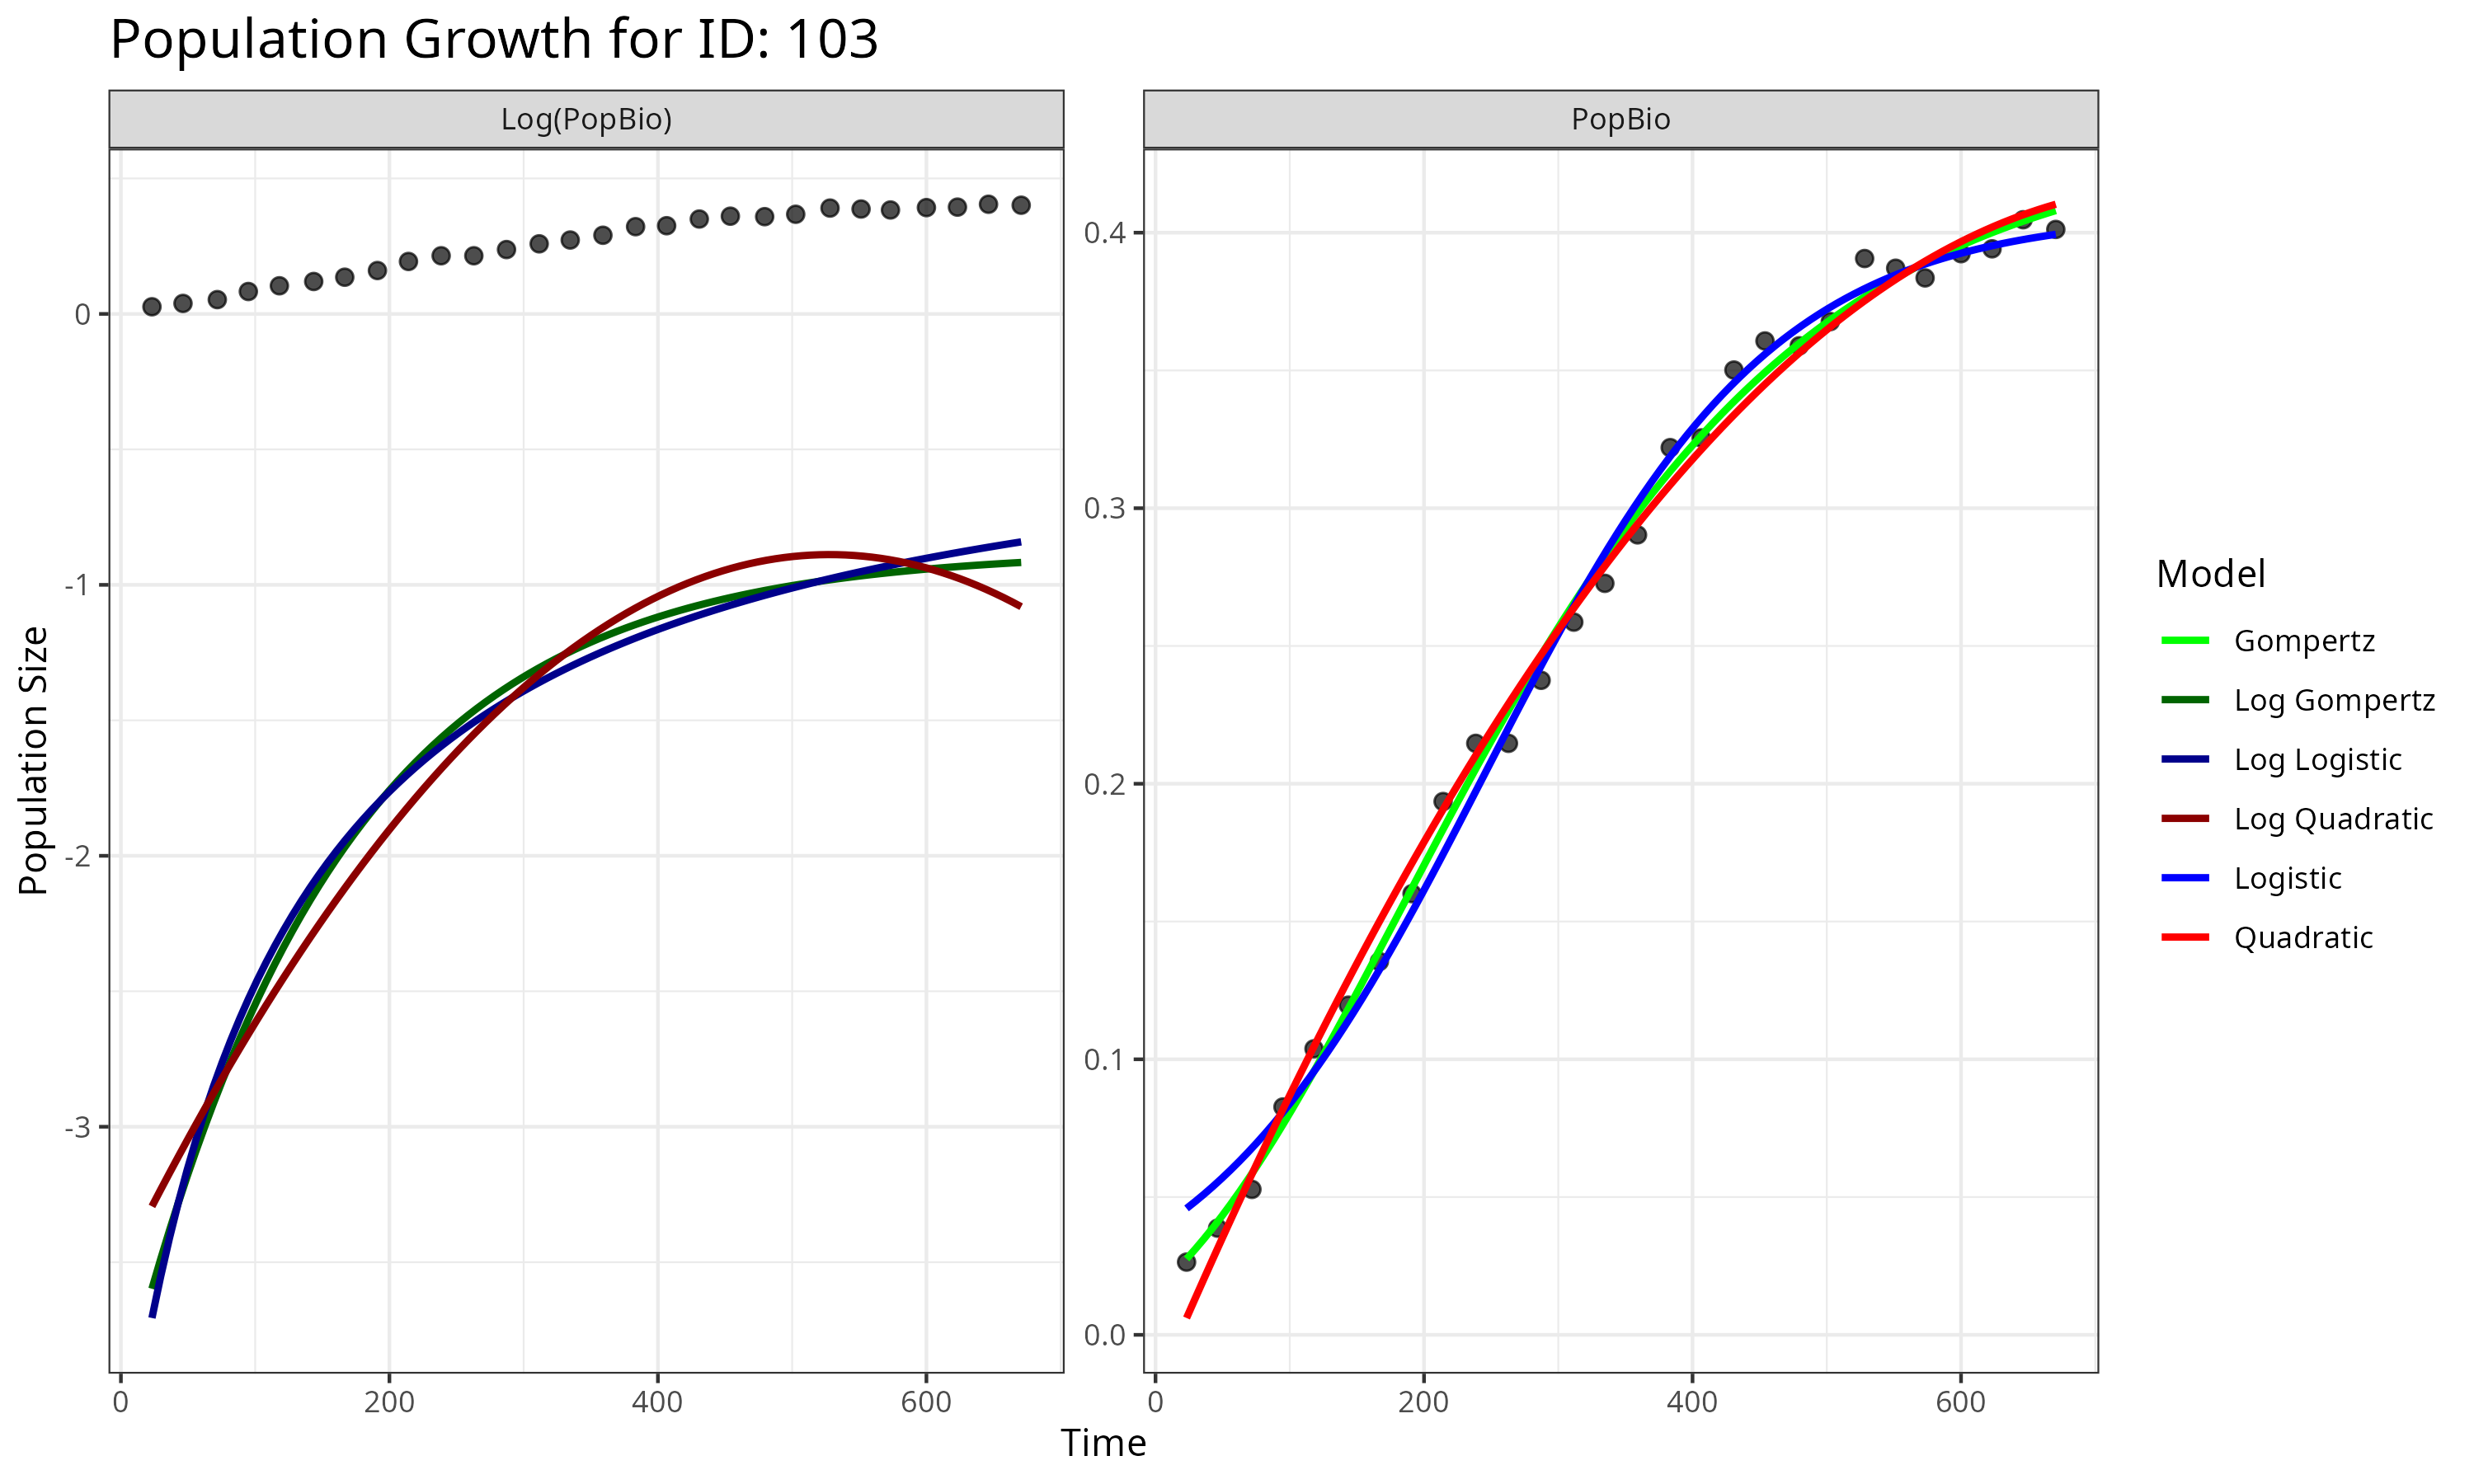 Population Growth for ID: 103
Log(PopBio)
PopBio
Population Size
0
-1
-2
-3
0.4
0.3
0.2
0.1
0.0
0 200 400 600
0 200 400 600
Time
Model
Gompertz
Log Gompertz
Log Logistic
Log Quadratic
Logistic
Quadratic